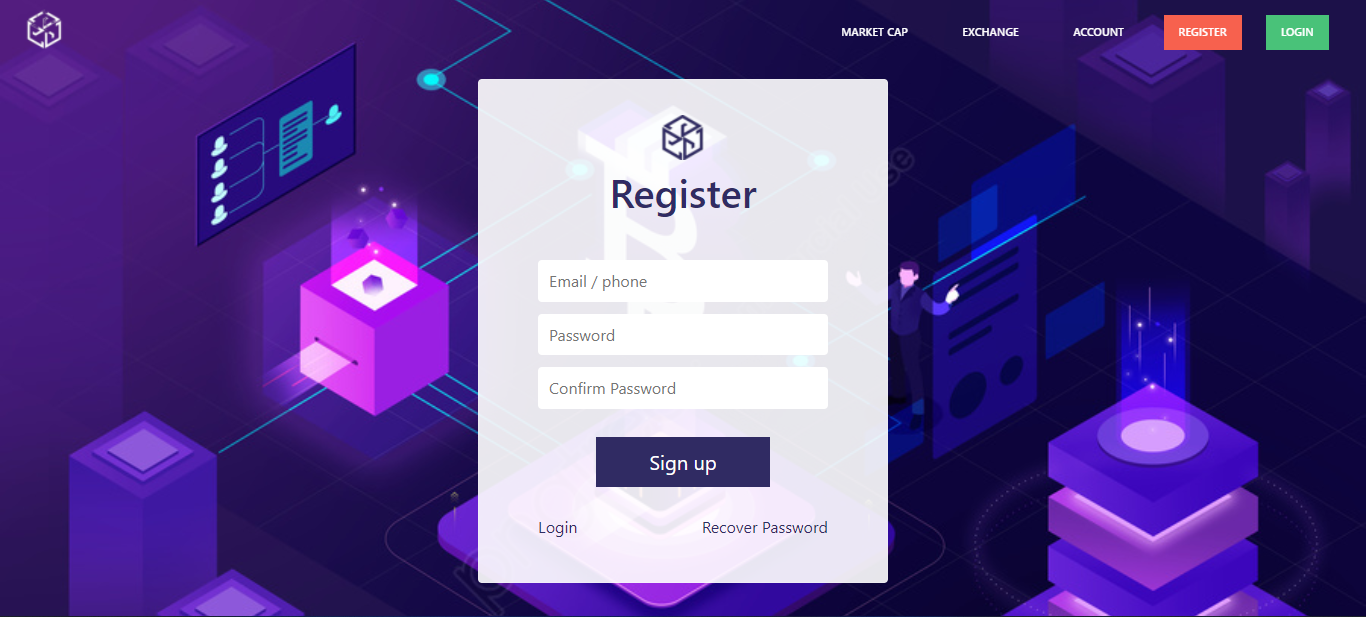 MARKET CAP EXCHANGE ACCOUNT REGISTER LOGIN
Register
Email / phone
Password
Confirm Password
Sign up
Login Recover Password